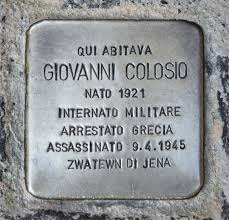 QUI ABITAVA
GIOVANNI COLOSIO
NATO 1921
INTERNATO MILITARE
ARRESTATO GRECIA
ASSASSINATO 9.4.1945
ZWATEWN DI JENA